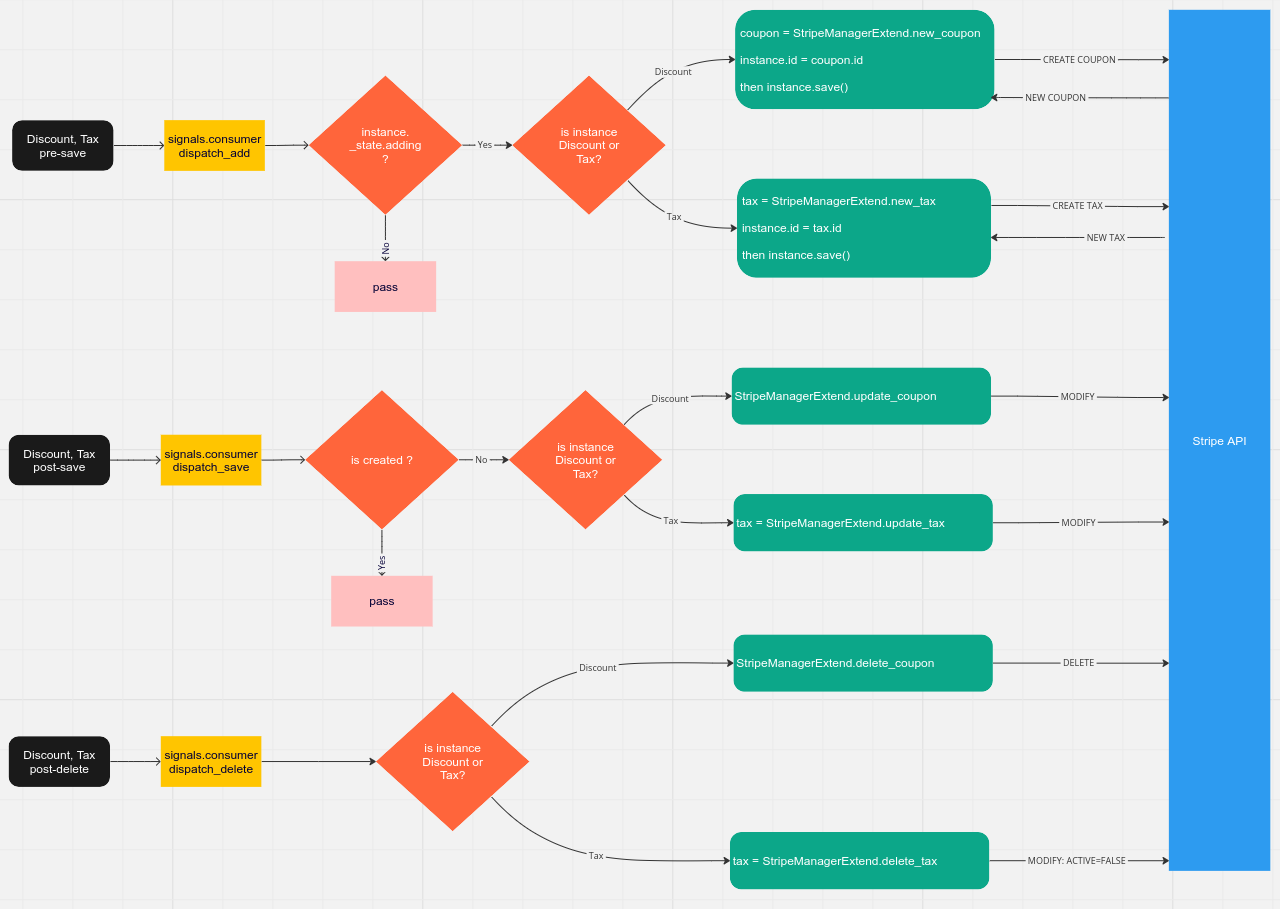 Discount, Tax
pre-save
signals.consumer
dispatch_add
instance.
_state.adding
?
Yes
No
pass
is instance
Discount or
Tax?
Discount
Tax
coupon = StripeManagerExtend.new_coupon
instance.id = coupon.id
then instance.save()
CREATE COUPON
NEW COUPON
tax = StripeManagerExtend.new_tax
instance.id = tax.id
then instance.save()
CREATE TAX
NEW TAX
Discount, Tax
post-save
signals.consumer
dispatch_save
is created ?
No
Yes
pass
is instance
Discount or
Tax?
Discount
Tax
StripeManagerExtend.update_coupon
MODIFY
tax = StripeManagerExtend.update_tax
MODIFY
Stripe API
Discount, Tax
post-delete
signals.consumer
dispatch_delete
is instance
Discount or
Tax?
Discount
Tax
StripeManagerExtend.delete_coupon
DELETE
tax = StripeManagerExtend.delete_tax
MODIFY: ACTIVE=FALSE